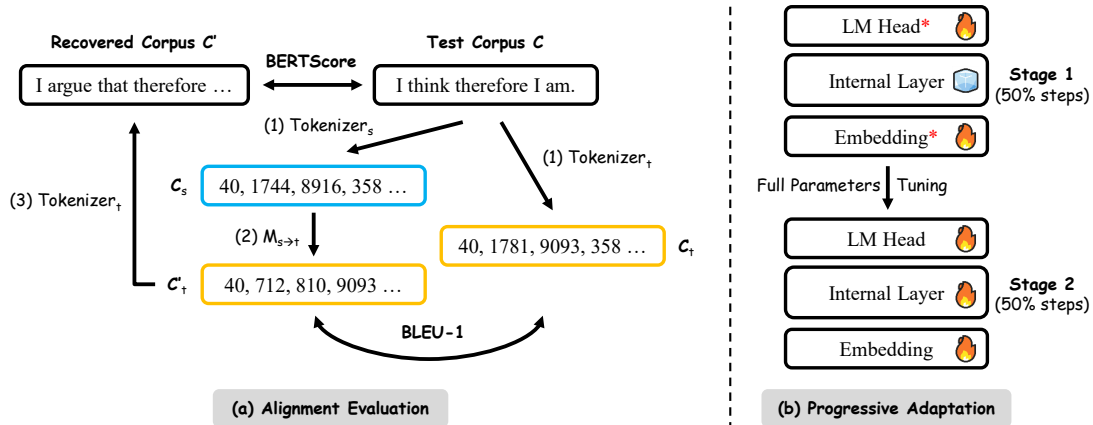 Recovered Corpus C'
Test Corpus C
BERTScore
I argue that therefore …
I think therefore I am.
(1) Tokenizerₛ
(1) Tokenizerₜ
(3) Tokenizerₜ
Cₛ
40, 1744, 8916, 358 …
(2) Mₛ→ₜ
40, 1781, 9093, 358 …
Cₜ
C'ₜ
40, 712, 810, 9093 …
BLEU-1
(a) Alignment Evaluation
LM Head*
Internal Layer
Stage 1
(50% steps)
Embedding*
Full Parameters
Tuning
LM Head
Internal Layer
Stage 2
(50% steps)
Embedding
(b) Progressive Adaptation